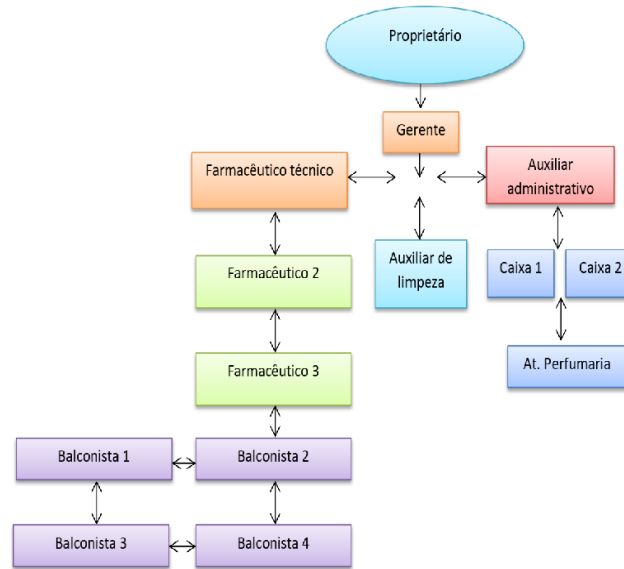 Proprietário
Gerente
Farmacêutico técnico
Auxiliar
administrativo
Farmacêutico 2
Auxiliar de
limpeza
Caixa 1
Caixa 2
Farmacêutico 3
At. Perfumaria
Balconista 1
Balconista 2
Balconista 3
Balconista 4